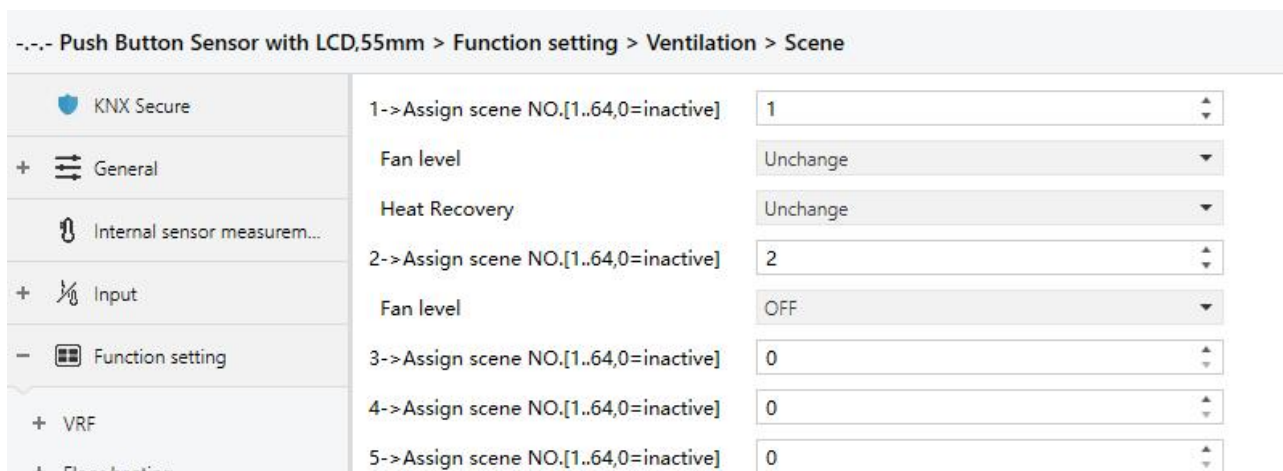 -.-.- Push Button Sensor with LCD,55mm > Function setting > Ventilation > Scene
KNX Secure
+ General
Internal sensor measurem...
+ Input
− Function setting
+ VRF
1->Assign scene NO.[1..64,0=inactive] 1
Fan level Unchange
Heat Recovery Unchange
2->Assign scene NO.[1..64,0=inactive] 2
Fan level OFF
3->Assign scene NO.[1..64,0=inactive] 0
4->Assign scene NO.[1..64,0=inactive] 0
5->Assign scene NO.[1..64,0=inactive] 0